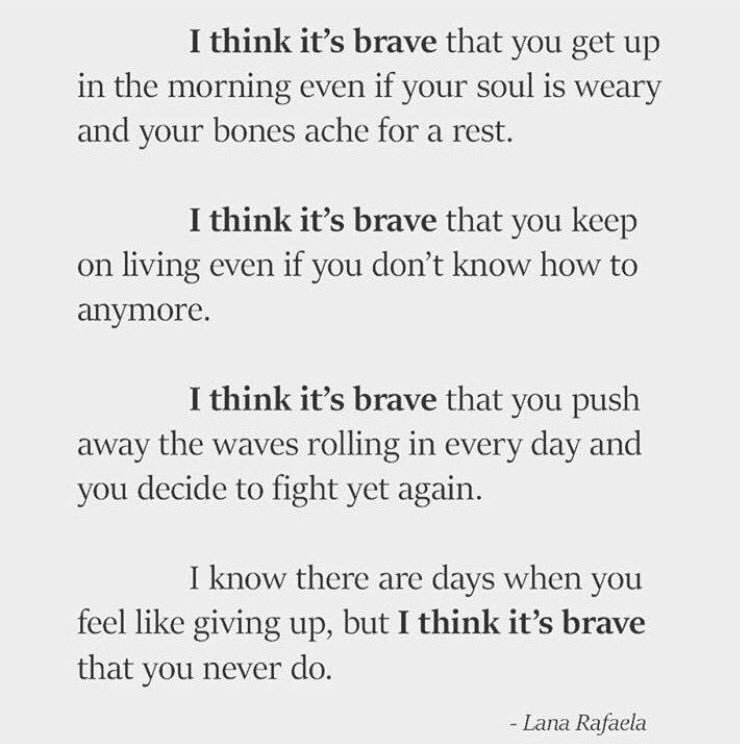 I think it's brave that you get up
in the morning even if your soul is weary
and your bones ache for a rest.
I think it's brave that you keep
on living even if you don't know how to
anymore.
I think it's brave that you push
away the waves rolling in every day and
you decide to fight yet again.
I know there are days when you
feel like giving up, but I think it's brave
that you never do.
- Lana Rafaela